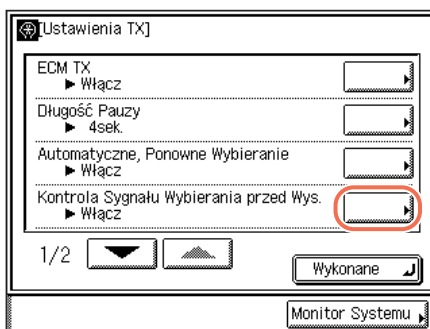 [Ustawienia TX]
ECM TX
► Włącz
Długość Pauzy
► 4sek.
Automatyczne, Ponowne Wybieranie
► Włącz
Kontrola Sygnału Wybierania przed Wys.
► Włącz
1/2
Wykonane
Monitor Systemu